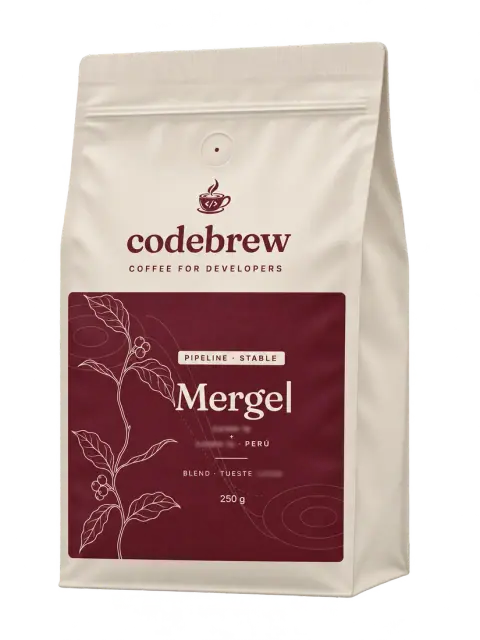 </>
codebrew
COFFEE FOR DEVELOPERS
PIPELINE · STABLE
Merge|
+
· PERÚ
BLEND · TUESTE
250 g